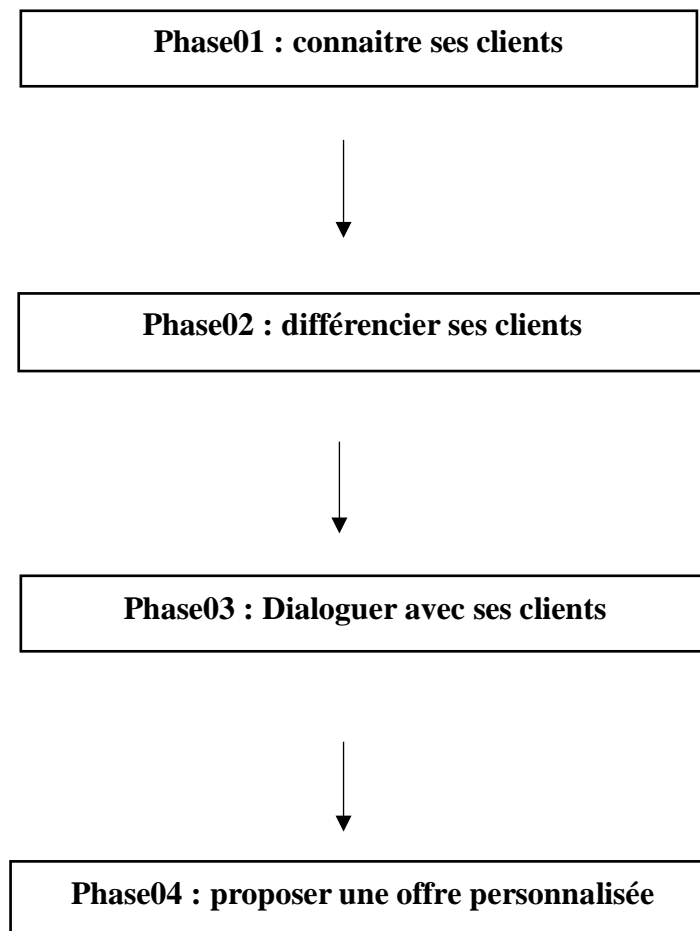 Phase01 : connaitre ses clients
Phase02 : différencier ses clients
Phase03 : Dialoguer avec ses clients
Phase04 : proposer une offre personnalisée